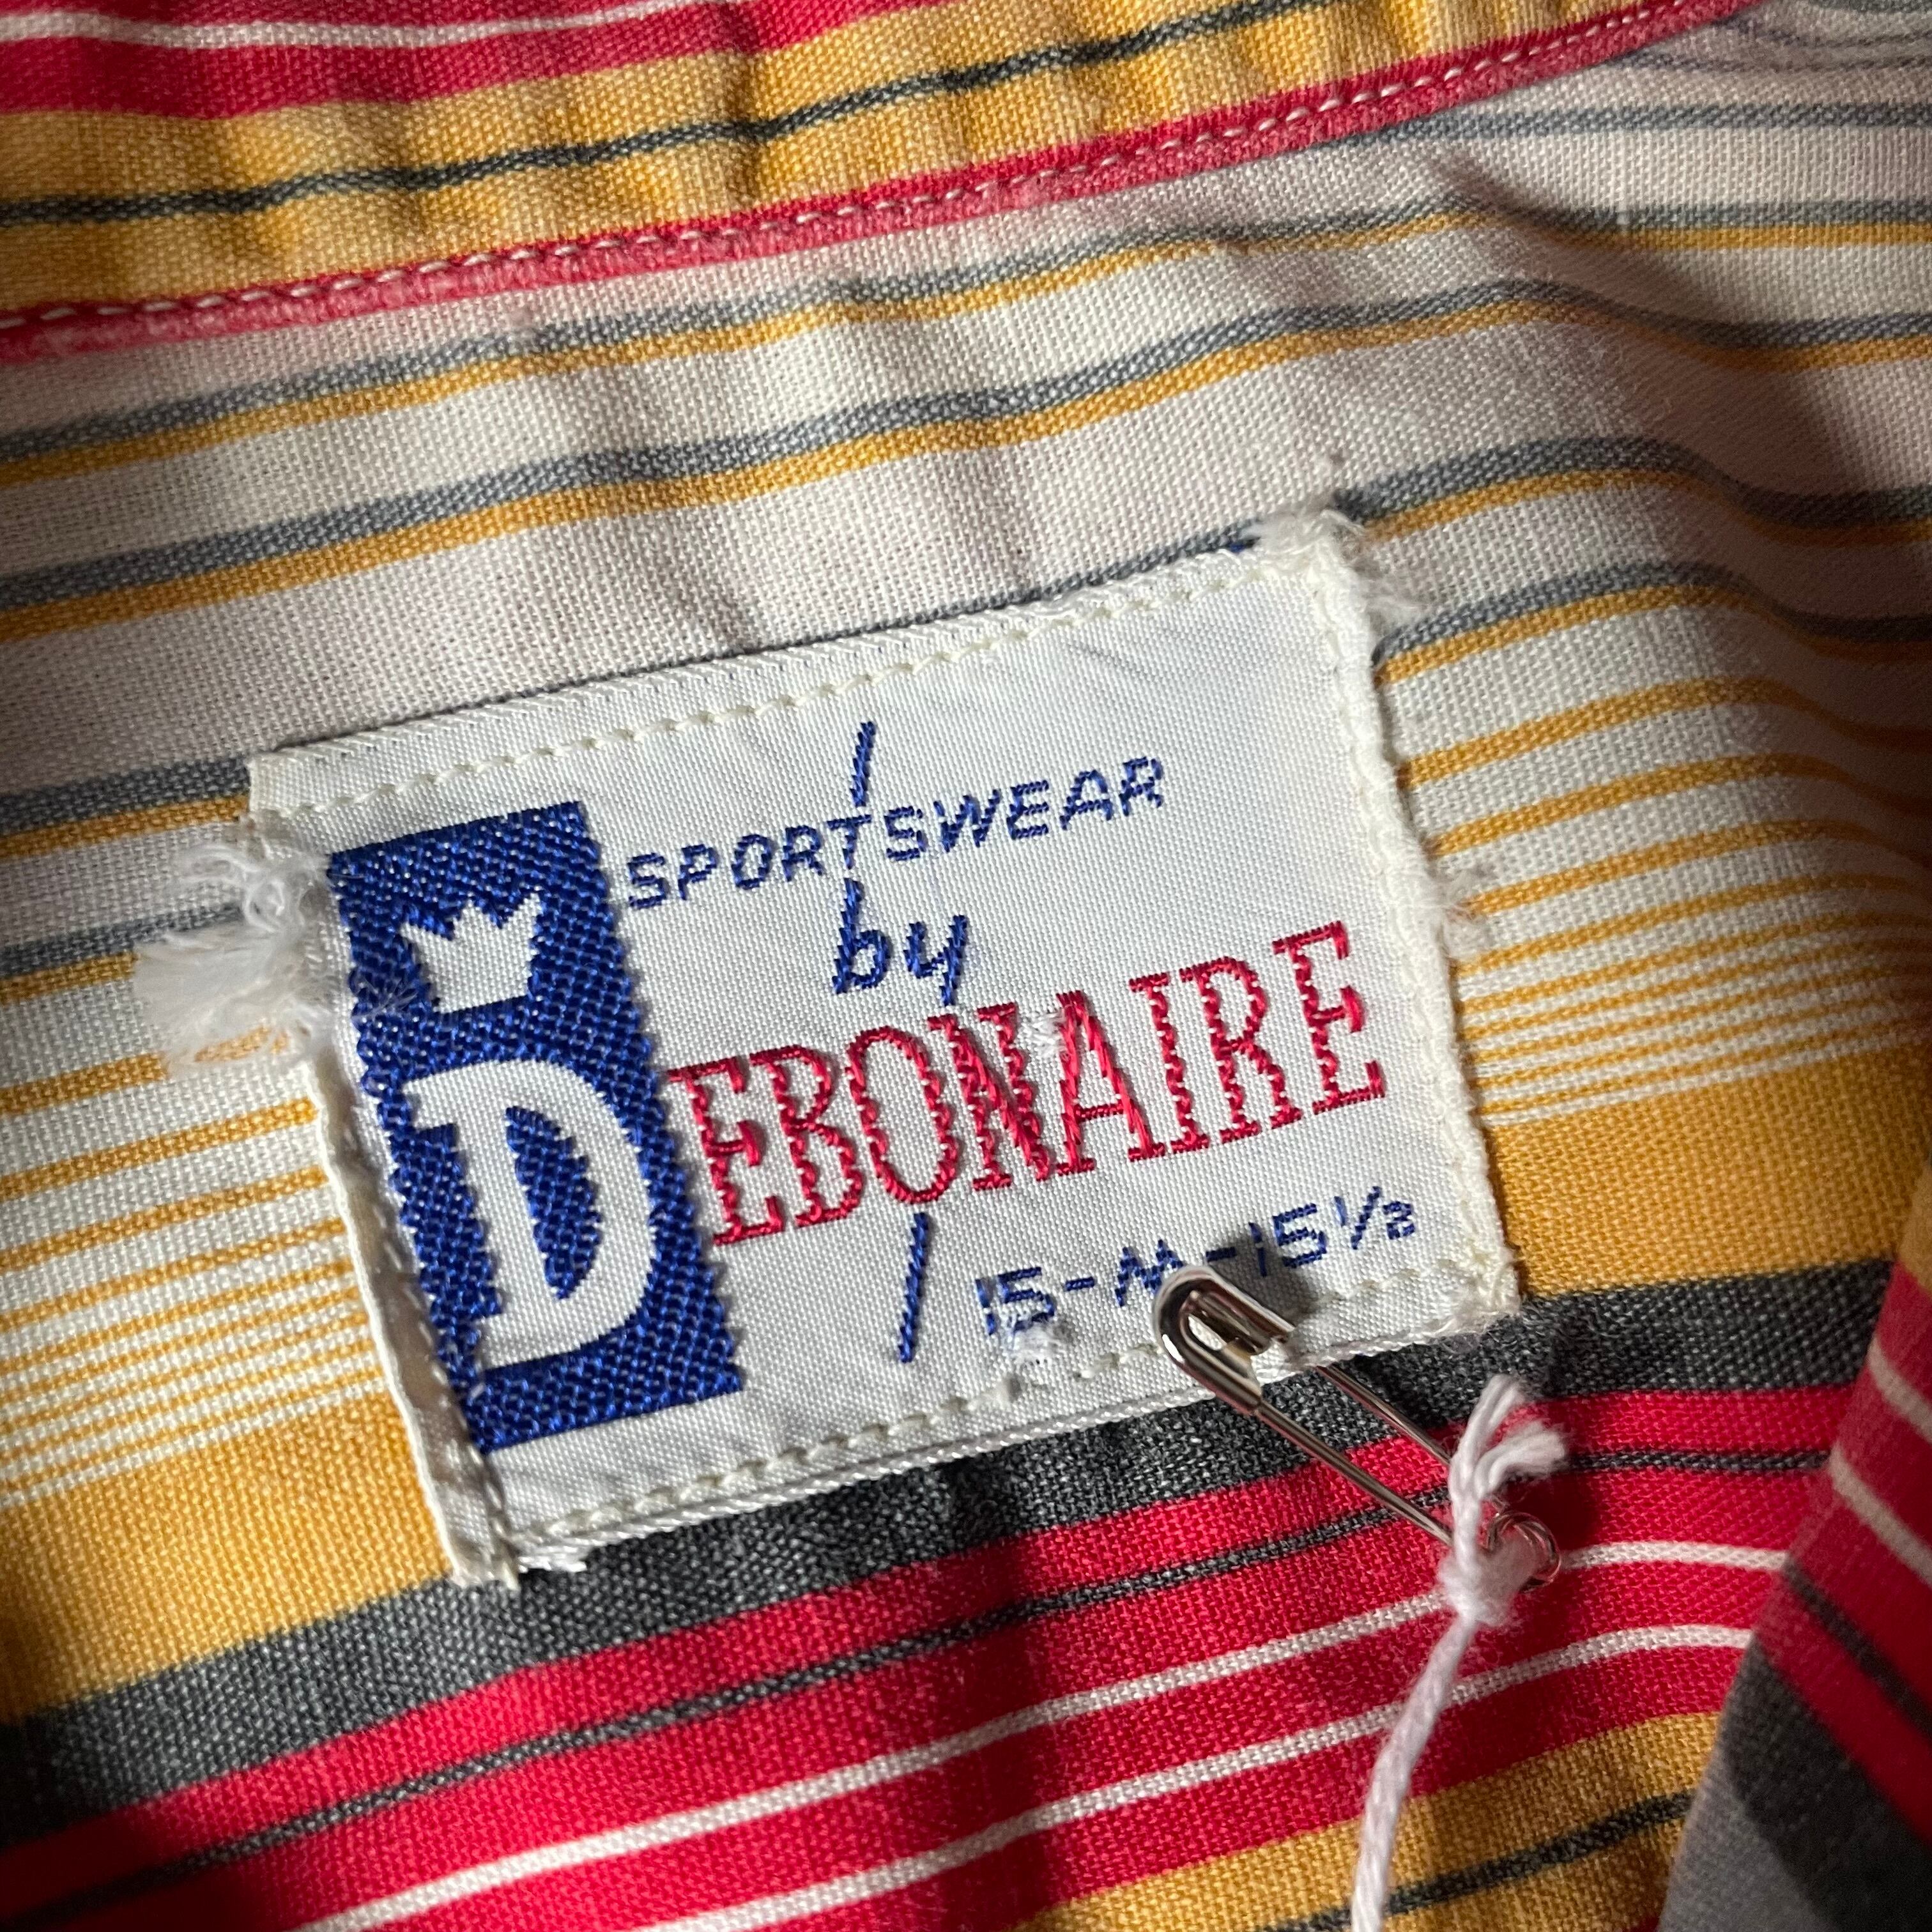 SPORTSWEAR
by
DEBONAIRE
15-M-15½